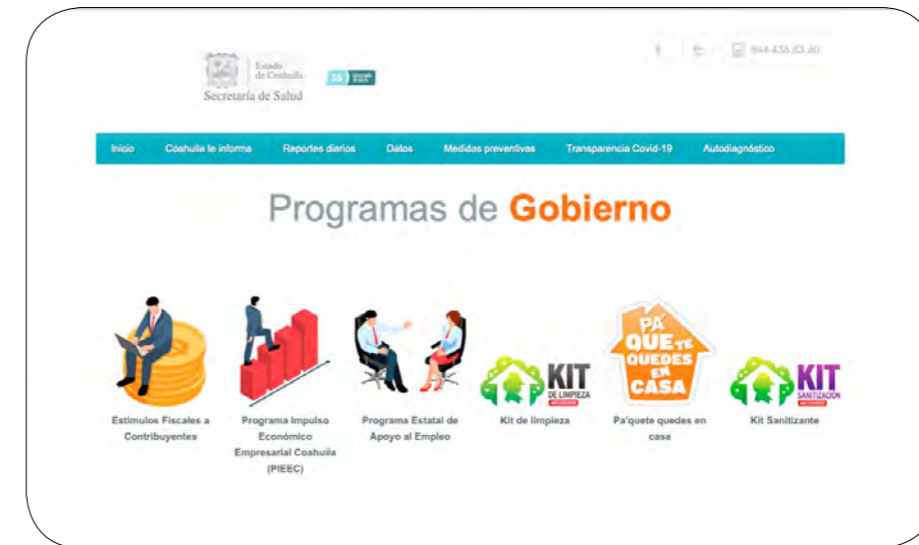 Estado
de Coahuila
Secretaría de Salud
844 438 83 30
Inicio Coahuila te informa Reportes diarios Datos Medidas preventivas Transparencia Covid-19 Autodiagnóstico
Programas de Gobierno
PA'
QUE TE
QUEDES
EN
CASA
KIT
DE LIMPIEZA
KIT
SANITIZACIÓN
Estímulos Fiscales a
Contribuyentes
Programa Impulso
Económico
Empresarial Coahuila
(PIEEC)
Programa Estatal de
Apoyo al Empleo
Kit de limpieza
Pa'quete quedes en
casa
Kit Sanitizante